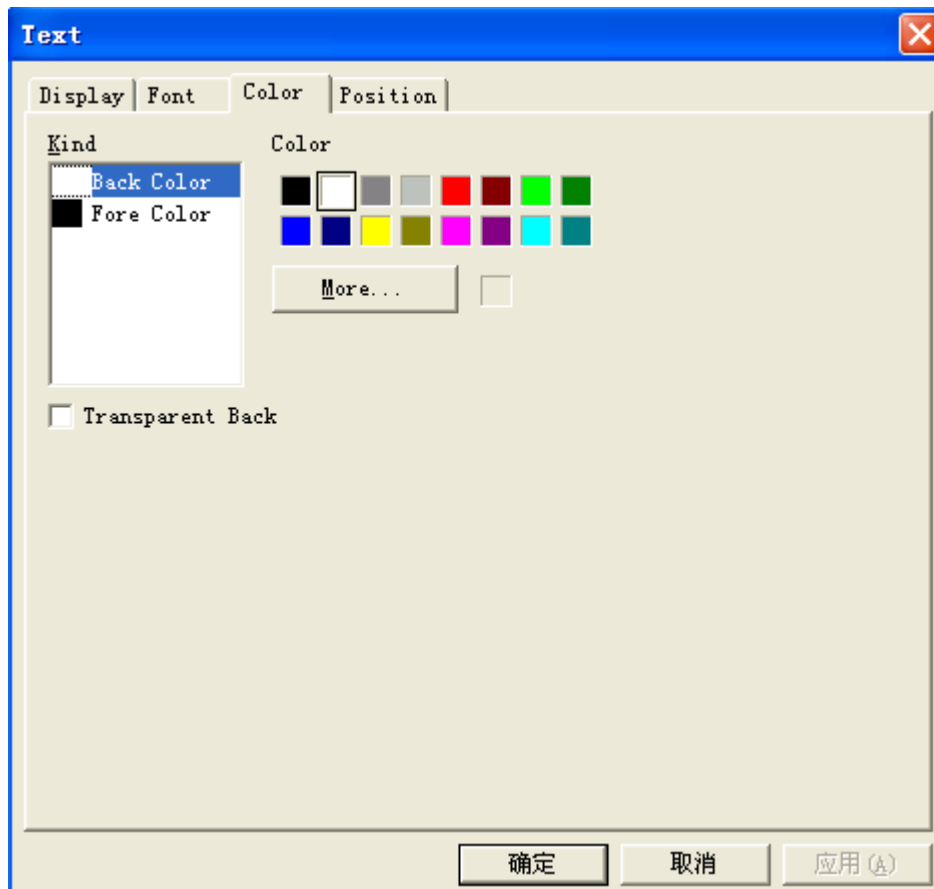 Text
Display Font Color Position
Kind Color
Back Color
Fore Color
More...
Transparent Back
确定 取消 应用(A)